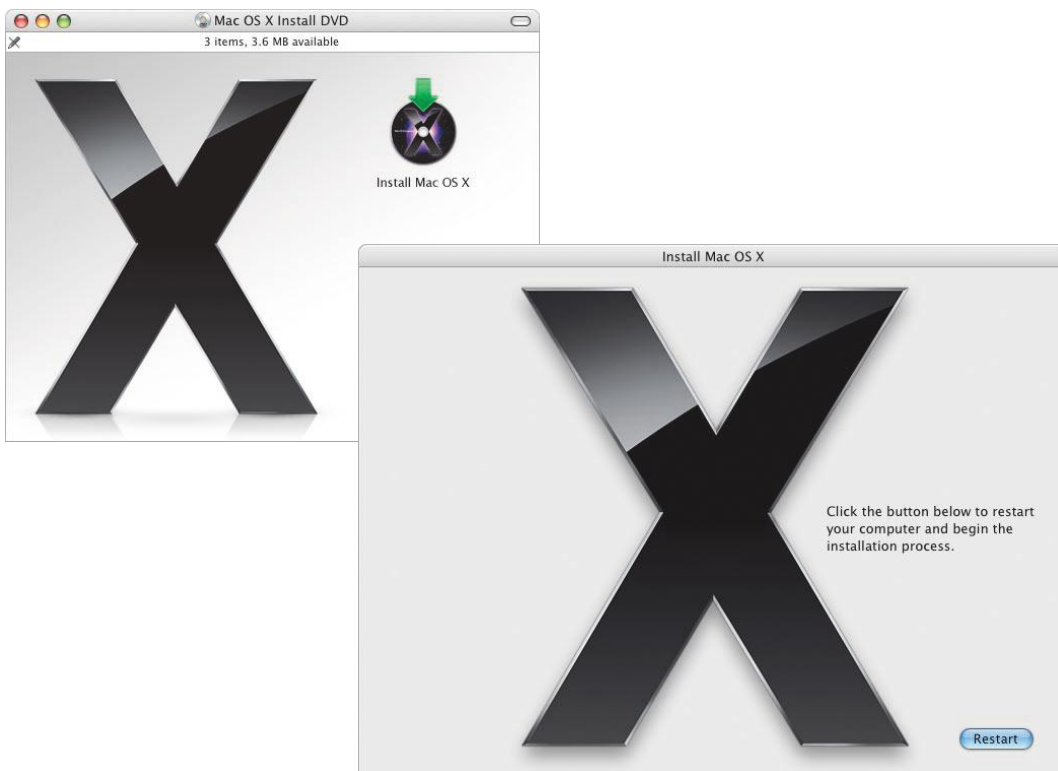 Mac OS X Install DVD
3 items, 3.6 MB available
Install Mac OS X
Install Mac OS X
Click the button below to restart
your computer and begin the
installation process.
Restart